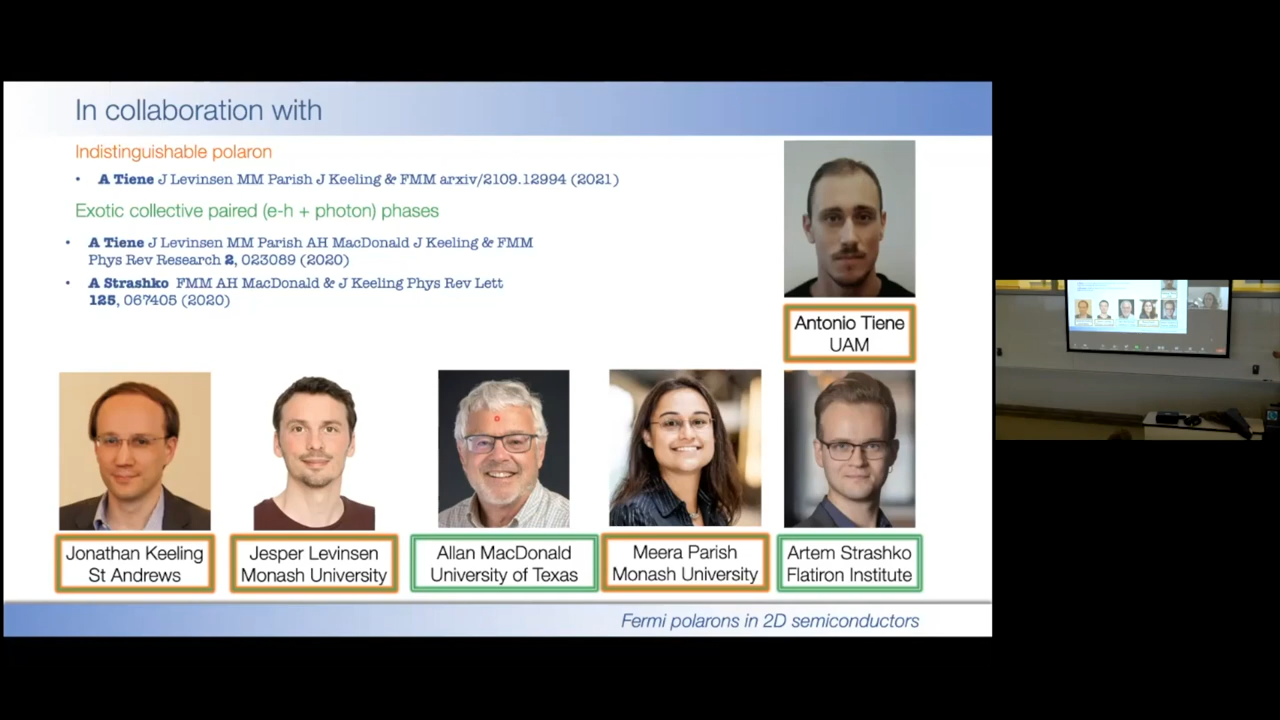 In collaboration with
Indistinguishable polaron
• A Tiene J Levinsen MM Parish J Keeling & FMM arxiv/2109.12994 (2021)
Exotic collective paired (e-h + photon) phases
• A Tiene J Levinsen MM Parish AH MacDonald J Keeling & FMM
Phys Rev Research 2, 023089 (2020)
• A Strashko FMM AH MacDonald & J Keeling Phys Rev Lett
125, 067405 (2020)
Antonio Tiene
UAM
Jonathan Keeling
St Andrews
Jesper Levinsen
Monash University
Allan MacDonald
University of Texas
Meera Parish
Monash University
Artem Strashko
Flatiron Institute
Fermi polarons in 2D semiconductors